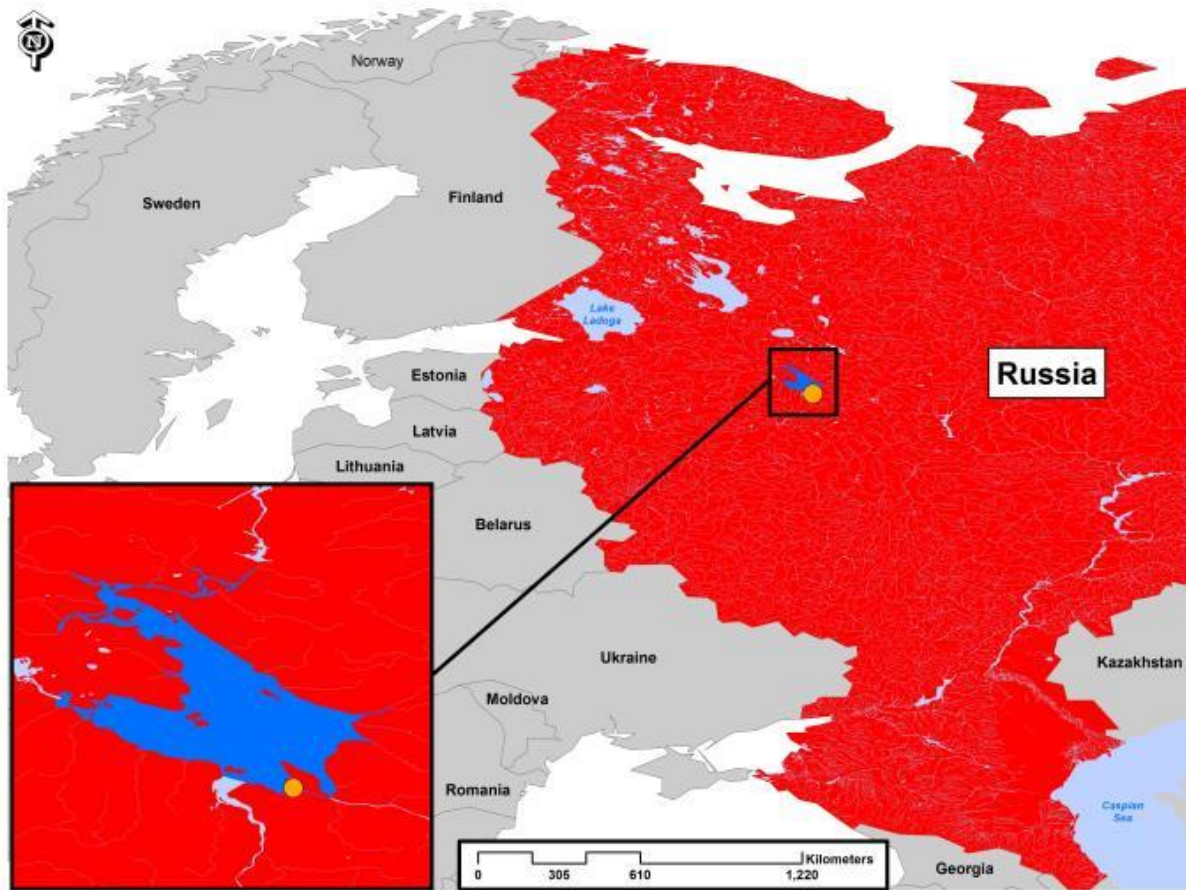 N
Norway
Sweden
Finland
Lake
Ladoga
Russia
Estonia
Latvia
Lithuania
Belarus
Ukraine
Kazakhstan
Moldova
Romania
Caspian
Sea
Georgia
Kilometers
0 305 610 1,220